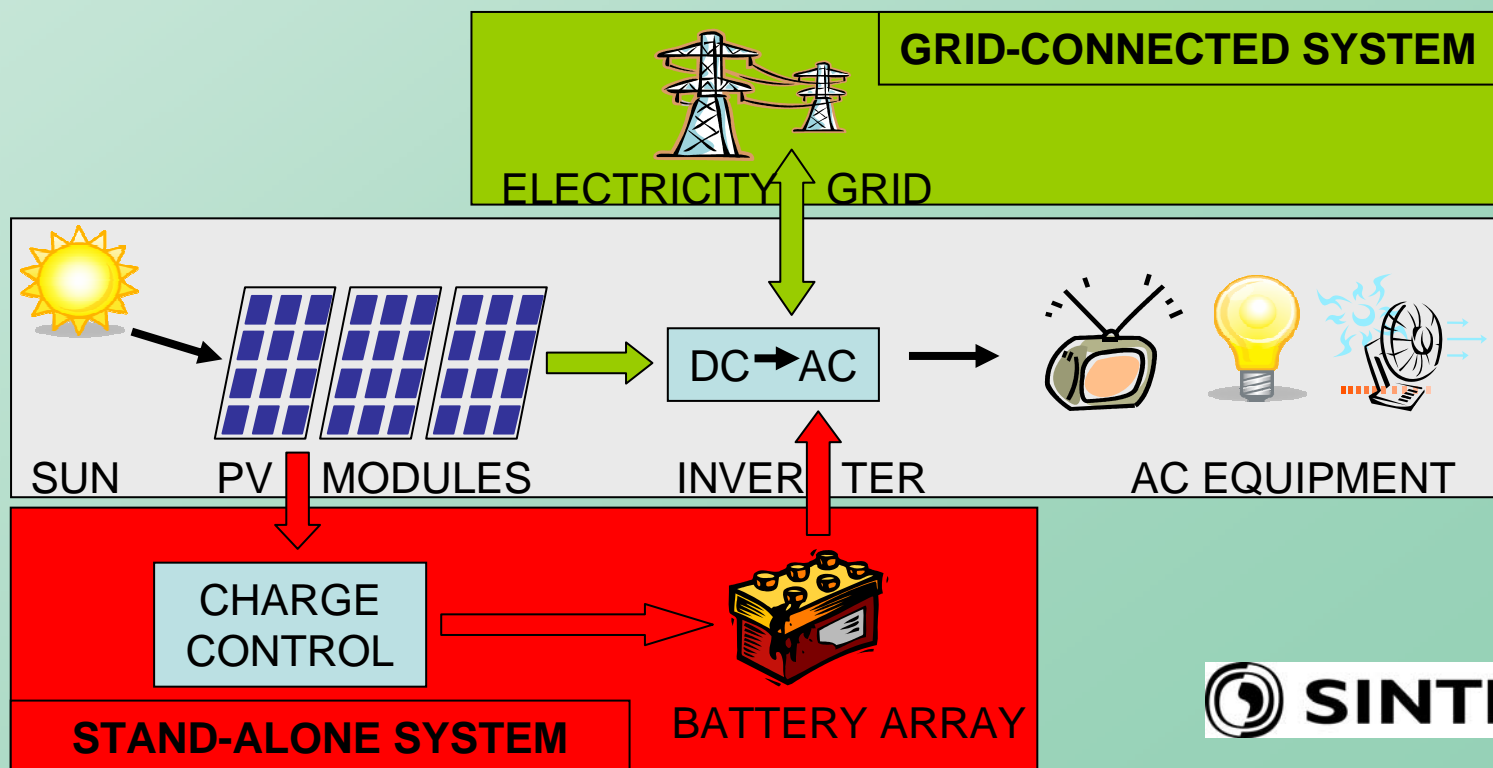 GRID-CONNECTED SYSTEM
ELECTRICITY GRID
DC AC
SUN
PV MODULES
INVERTER
AC EQUIPMENT
CHARGE
CONTROL
BATTERY ARRAY
STAND-ALONE SYSTEM